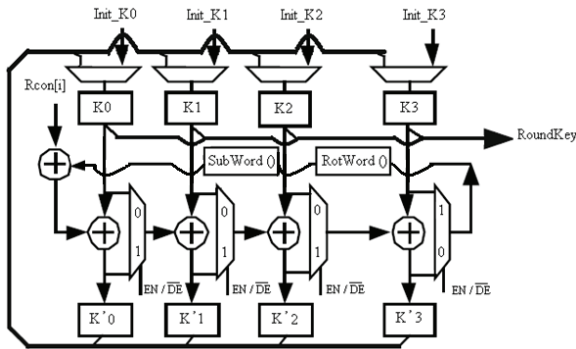 Init_K0 Init_K1 Init_K2 Init_K3
Rcon[i]
K0 K1 K2 K3
RoundKey
SubWord () RotWord ()
0 0 0 1
1 1 1 0
EN / DE EN / DE EN / DE EN / DE
K'0 K'1 K'2 K'3